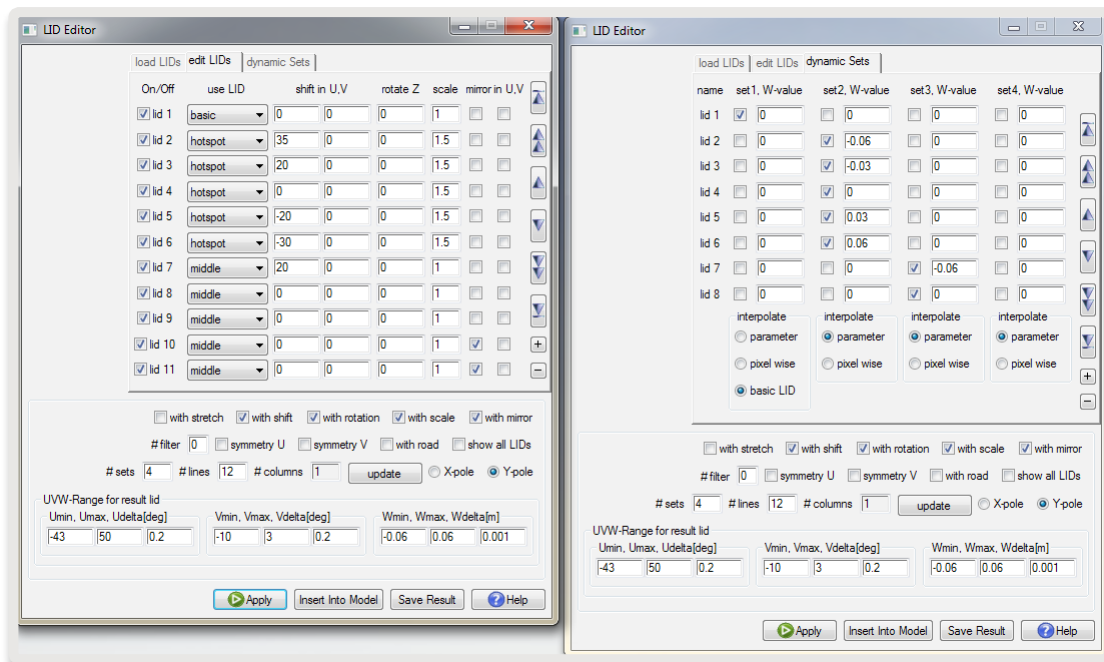 LID Editor
load LIDs edit LIDs dynamic Sets
On/Off use LID shift in U,V rotate Z scale mirror in U,V
lid 1 basic 0 0 0 1
lid 2 hotspot 35 0 0 1.5
lid 3 hotspot 20 0 0 1.5
lid 4 hotspot 0 0 0 1.5
lid 5 hotspot -20 0 0 1.5
lid 6 hotspot -30 0 0 1.5
lid 7 middle 20 0 0 1
lid 8 middle 0 0 0 1
lid 9 middle 0 0 0 1
lid 10 middle 0 0 0 1
lid 11 middle 0 0 0 1
with stretch with shift with rotation with scale with mirror
# filter 0 symmetry U symmetry V with road show all LIDs
# sets 4 # lines 12 # columns 1 update X-pole Y-pole
UVW-Range for result lid
Umin, Umax, Udelta[deg] Vmin, Vmax, Vdelta[deg] Wmin, Wmax, Wdelta[m]
-43 50 0.2 -10 3 0.2 -0.06 0.06 0.001
Apply Insert Into Model Save Result Help
LID Editor
load LIDs edit LIDs dynamic Sets
name set1, W-value set2, W-value set3, W-value set4, W-value
lid 1 0 0 0 0
lid 2 0 -0.06 0 0
lid 3 0 -0.03 0 0
lid 4 0 0 0 0
lid 5 0 0.03 0 0
lid 6 0 0.06 0 0
lid 7 0 0 -0.06 0
lid 8 0 0 0 0
interpolate interpolate interpolate interpolate
parameter parameter parameter parameter
pixel wise pixel wise pixel wise pixel wise
basic LID
with stretch with shift with rotation with scale with mirror
# filter 0 symmetry U symmetry V with road show all LIDs
# sets 4 # lines 12 # columns 1 update X-pole Y-pole
UVW-Range for result lid
Umin, Umax, Udelta[deg] Vmin, Vmax, Vdelta[deg] Wmin, Wmax, Wdelta[m]
-43 50 0.2 -10 3 0.2 -0.06 0.06 0.001
Apply Insert Into Model Save Result Help